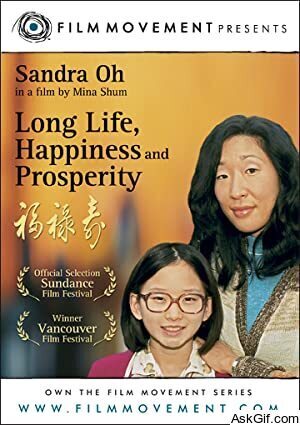 FILM MOVEMENT PRESENTS
Sandra Oh
in a film by Mina Shum
Long Life,
Happiness and
Prosperity
福祿壽
Official Selection
Sundance
Film Festival
Winner
Vancouver
Film Festival
OWN THE FILM MOVEMENT SERIES
WWW.FILMMOVEMENT.COM
AskGif.com